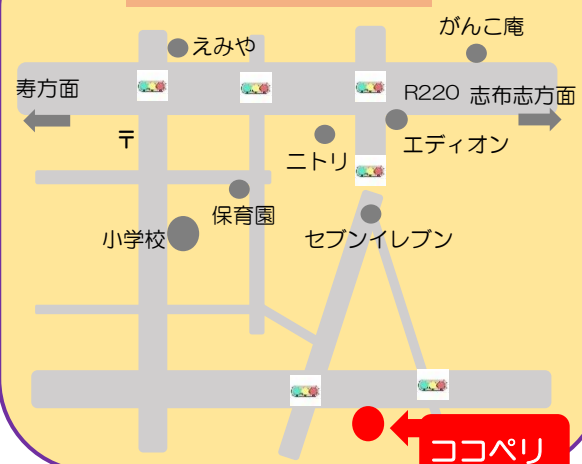 がんこ庵
えみや
寿方面
R220 志布志方面
〒
エディオン
ニトリ
保育園
小学校
セブンイレブン
ココペリ